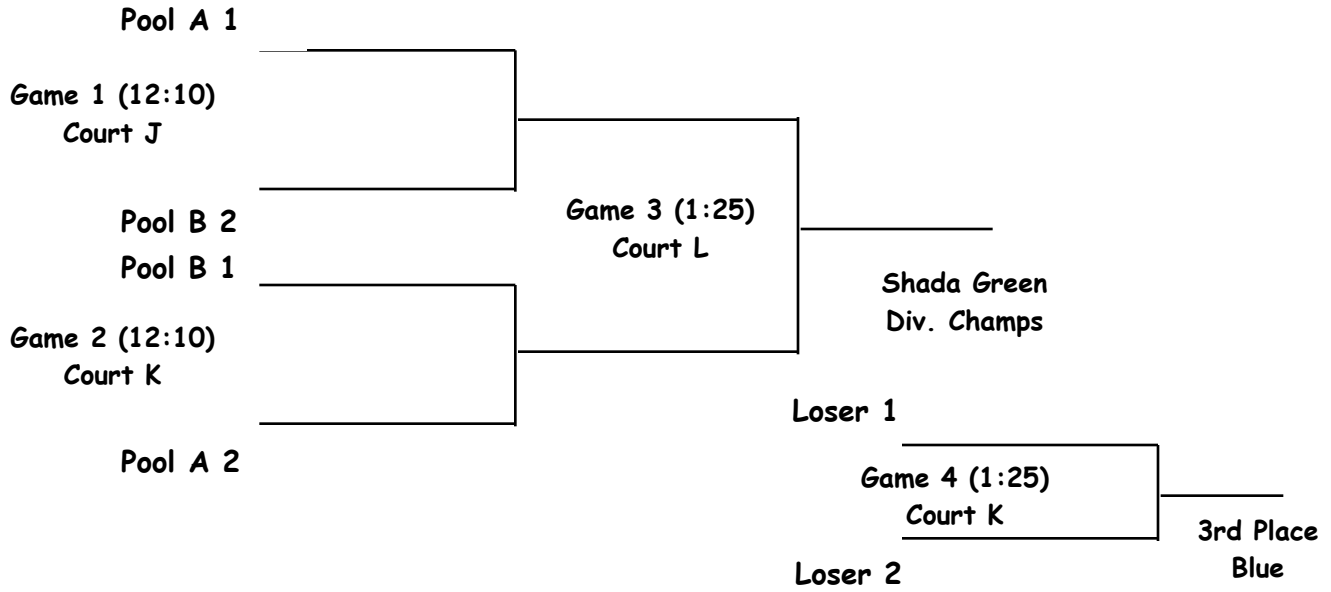 Pool A 1
Game 1 (12:10)
Court J
Pool B 2
Pool B 1
Game 2 (12:10)
Court K
Pool A 2
Game 3 (1:25)
Court L
Shada Green
Div. Champs
Loser 1
Game 4 (1:25)
Court K
Loser 2
3rd Place
Blue